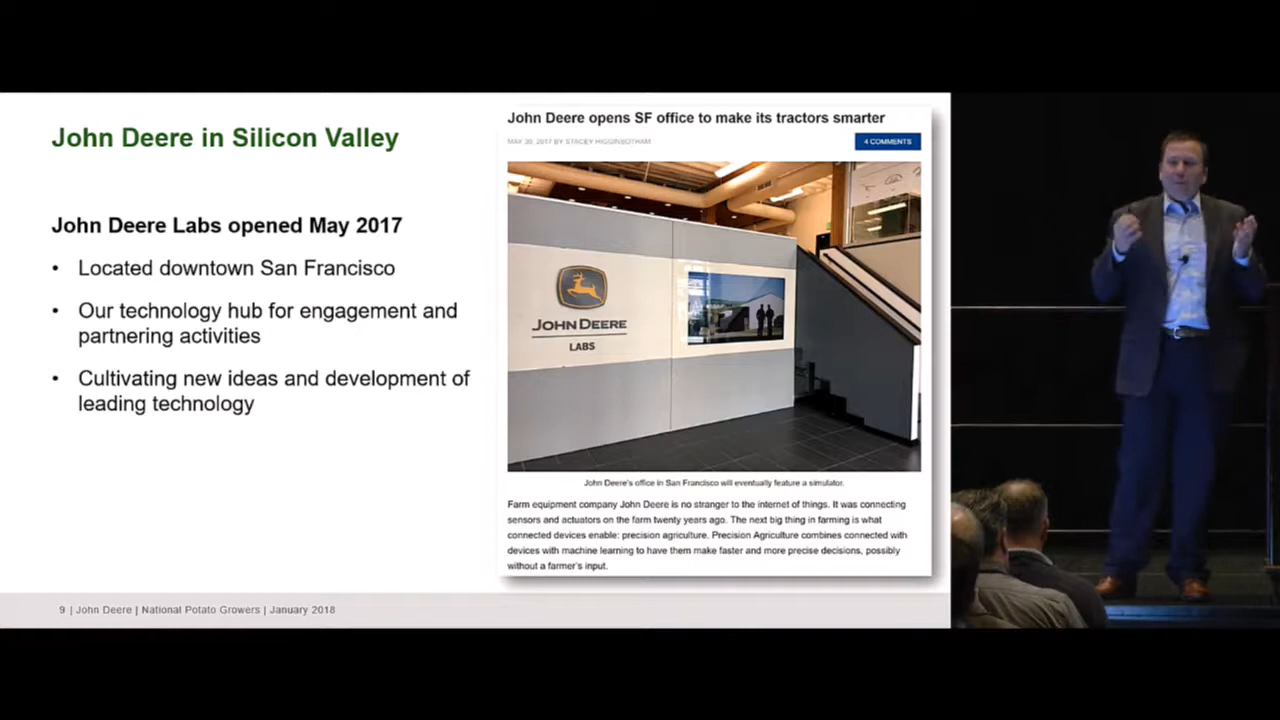 John Deere in Silicon Valley
John Deere Labs opened May 2017
• Located downtown San Francisco
• Our technology hub for engagement and
partnering activities
• Cultivating new ideas and development of
leading technology
John Deere opens SF office to make its tractors smarter
MAY 30, 2017 BY STACEY HIGGINBOTHAM
4 COMMENTS
JOHN DEERE
LABS
John Deere's office in San Francisco will eventually feature a simulator.
Farm equipment company John Deere is no stranger to the internet of things. It was connecting
sensors and actuators on the farm twenty years ago. The next big thing in farming is what
connected devices enable: precision agriculture. Precision Agriculture combines connected with
devices with machine learning to have them make faster and more precise decisions, possibly
without a farmer's input.
9 | John Deere | National Potato Growers | January 2018